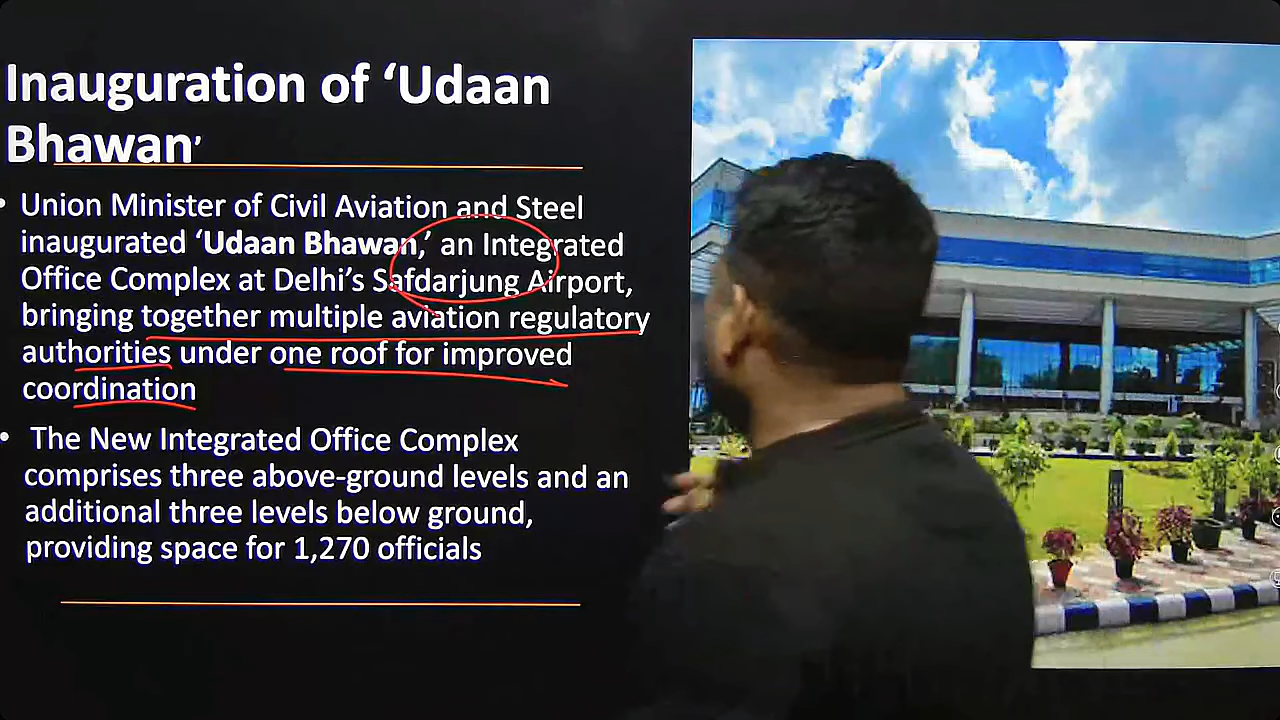 Inauguration of ‘Udaan
Bhawan’
• Union Minister of Civil Aviation and Steel
inaugurated ‘Udaan Bhawan,’ an Integrated
Office Complex at Delhi’s Safdarjung Airport,
bringing together multiple aviation regulatory
authorities under one roof for improved
coordination
• The New Integrated Office Complex
comprises three above-ground levels and an
additional three levels below ground,
providing space for 1,270 officials